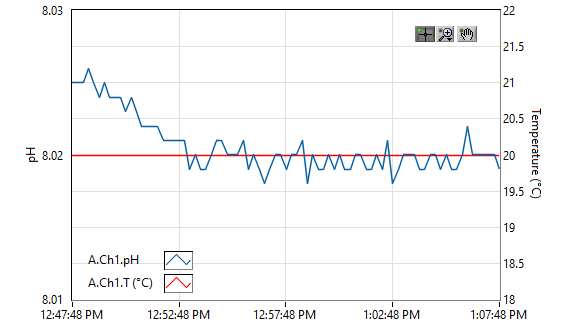 8.03
8.02
8.01
pH
22
21.5
21
20.5
20
19.5
19
18.5
18
Temperature (°C)
A.Ch1.pH
A.Ch1.T (°C)
12:47:48 PM
12:52:48 PM
12:57:48 PM
1:02:48 PM
1:07:48 PM